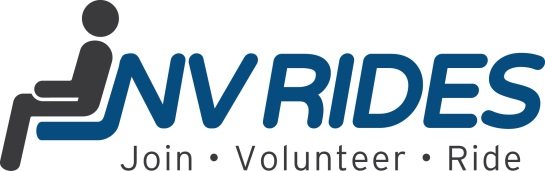 NV RIDES
Join • Volunteer • Ride